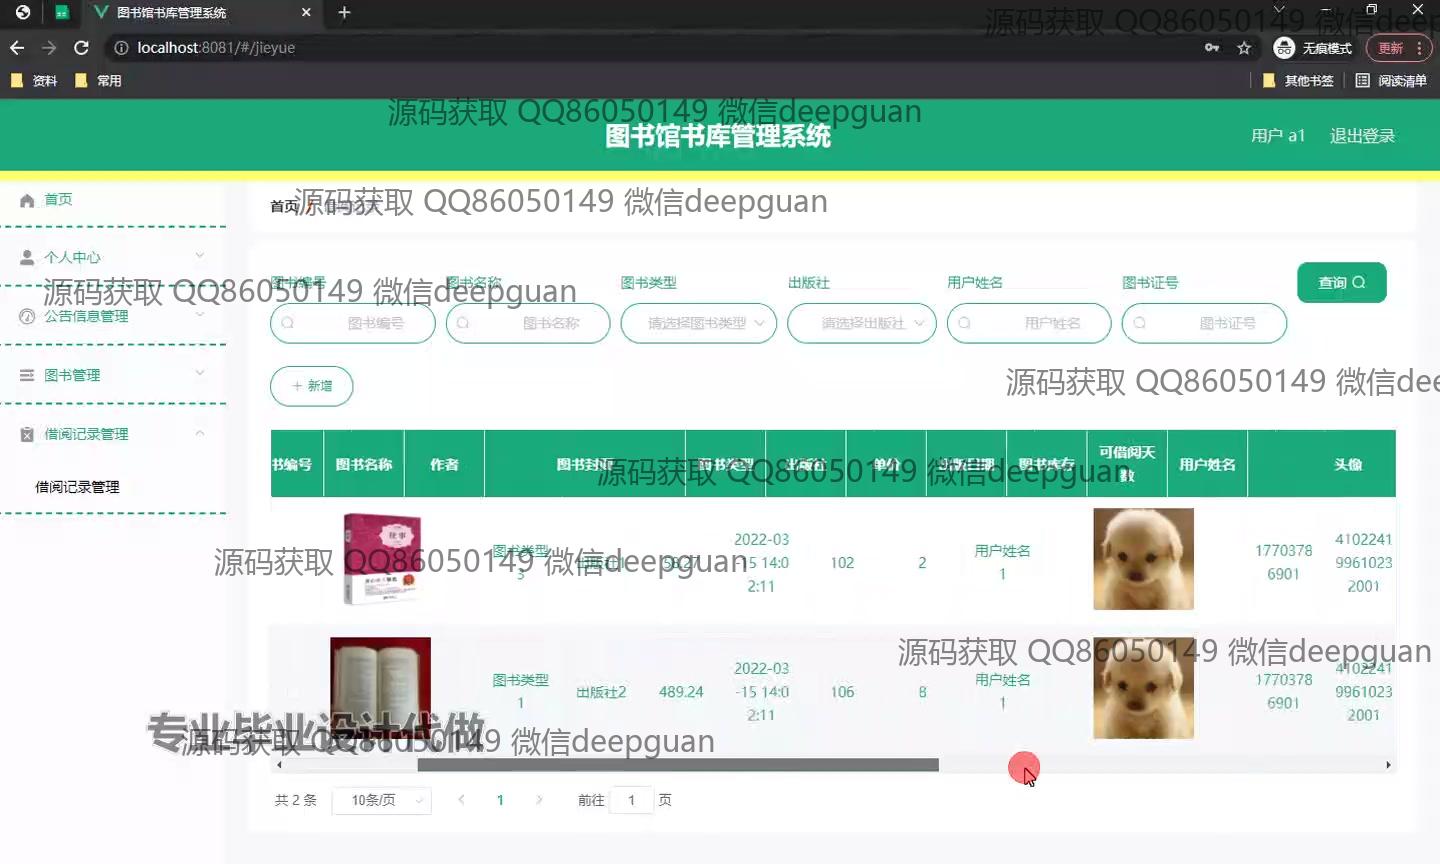 图书馆书库管理系统
localhost:8081/#/jieyue
无痕模式
更新
资料
常用
其他书签
阅读清单
源码获取 QQ86050149 微信deep
源码获取 QQ86050149 微信deepguan
图书馆书库管理系统
用户 a1
退出登录
首页
首页 /
源码获取 QQ86050149 微信deepguan
个人中心
图书编号
图书名称
图书类型
出版社
用户姓名
图书证号
查询
源码获取 QQ86050149 微信deepguan
公告信息管理
图书编号
图书名称
请选择图书类型
请选择出版社
用户姓名
图书证号
图书管理
+ 新增
源码获取 QQ86050149 微信dee
借阅记录管理
借阅记录管理
书编号
图书名称
作者
图书封面
图书类型
出版社
单价
出版日期
图书库存
可借阅天数
用户姓名
头像
源码获取 QQ86050149 微信deepguan
图书类型3
出版社1
58.27
2022-03-15 14:02:11
102
2
用户姓名1
17703786901
410224199610232001
源码获取 QQ86050149 微信deepguan
图书类型1
出版社2
489.24
2022-03-15 14:02:11
106
8
用户姓名1
17703786901
410224199610232001
源码获取 QQ86050149 微信deepguan
专业毕业设计代做
源码获取 QQ86050149 微信deepguan
共 2 条
10条/页
1
前往 1 页